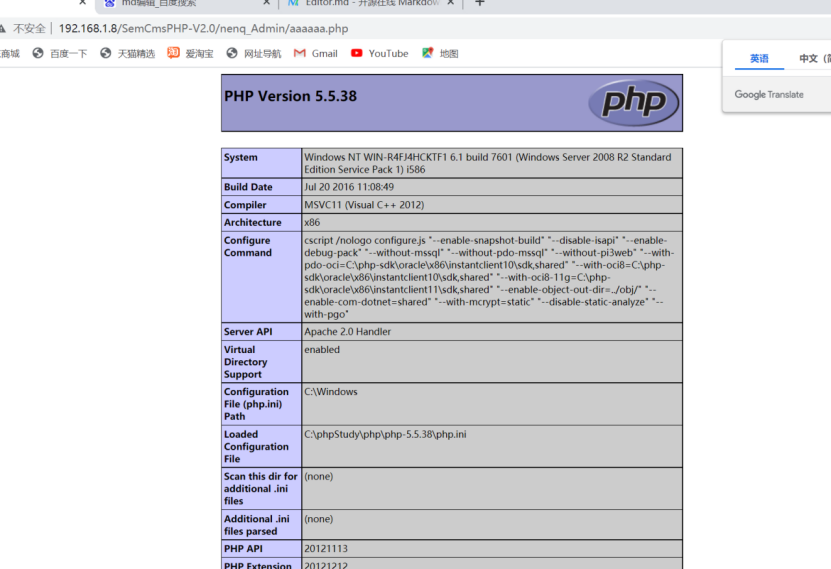 md编辑_百度搜索
Editor.md - 开源在线 Markdow
不安全 | 192.168.1.8/SemCmsPHP-V2.0/nenq_Admin/aaaaaa.php
商城 百度一下 天猫精选 爱淘宝 网址导航 Gmail YouTube 地图
英语 中文（简
Google Translate
PHP Version 5.5.38
php
System Windows NT WIN-R4FJ4HCKTF1 6.1 build 7601 (Windows Server 2008 R2 Standard
Edition Service Pack 1) i586
Build Date Jul 20 2016 11:08:49
Compiler MSVC11 (Visual C++ 2012)
Architecture x86
Configure
Command
cscript /nologo configure.js "--enable-snapshot-build" "--disable-isapi" "--enable-
debug-pack" "--without-mssql" "--without-pdo-mssql" "--without-pi3web" "--with-
pdo-oci=C:\php-sdk\oracle\x86\instantclient10\sdk,shared" "--with-oci8=C:\php-
sdk\oracle\x86\instantclient10\sdk,shared" "--with-oci8-11g=C:\php-
sdk\oracle\x86\instantclient11\sdk,shared" "--enable-object-out-dir=../obj/" "--
enable-com-dotnet=shared" "--with-mcrypt=static" "--disable-static-analyze" "--
with-pgo"
Server API Apache 2.0 Handler
Virtual
Directory
Support
enabled
Configuration
File (php.ini)
Path
C:\Windows
Loaded
Configuration
File
C:\phpStudy\php\php-5.5.38\php.ini
Scan this dir for
additional .ini
files
(none)
Additional .ini
files parsed
(none)
PHP API 20121113
PHP Extension 20121212